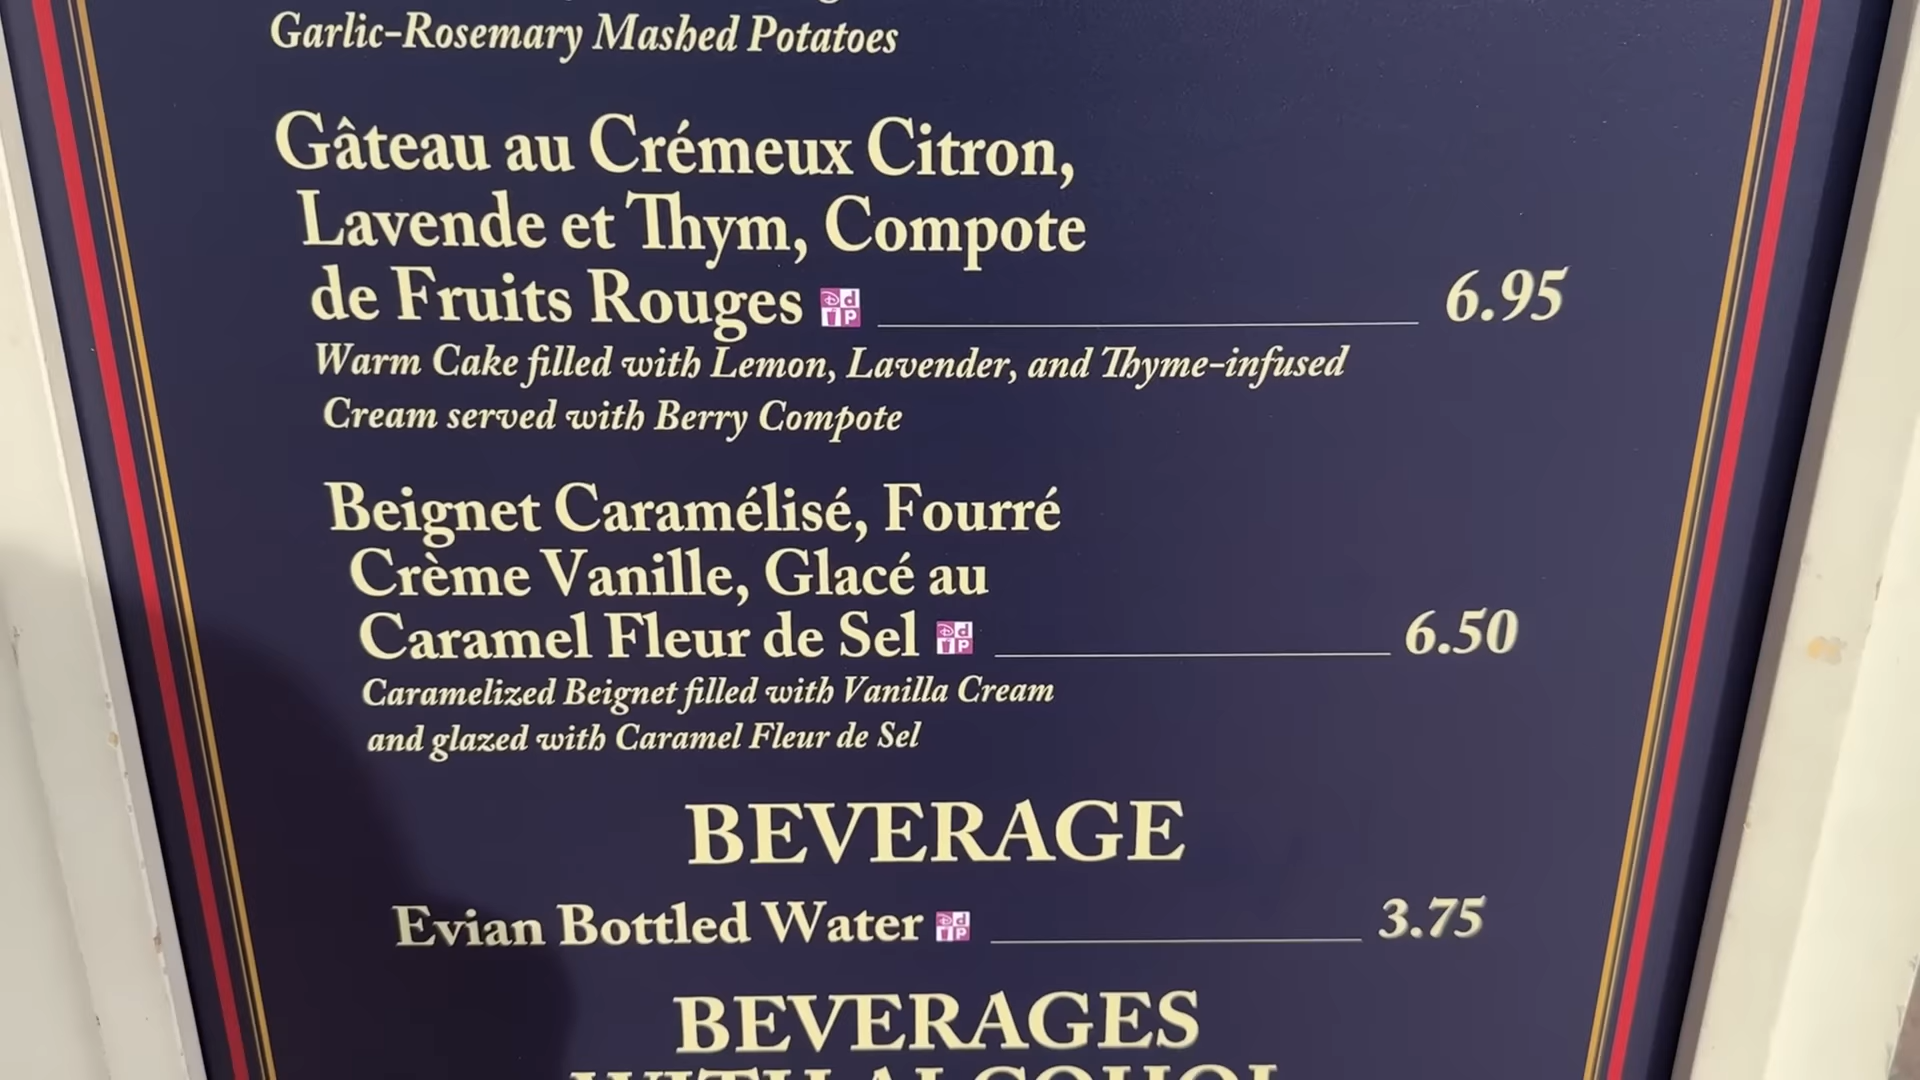 Garlic-Rosemary Mashed Potatoes
Gâteau au Crémeux Citron,
Lavende et Thym, Compote
de Fruits Rouges 6.95
Warm Cake filled with Lemon, Lavender, and Thyme-infused
Cream served with Berry Compote
Beignet Caramélisé, Fourré
Crème Vanille, Glacé au
Caramel Fleur de Sel 6.50
Caramelized Beignet filled with Vanilla Cream
and glazed with Caramel Fleur de Sel
BEVERAGE
Evian Bottled Water 3.75
BEVERAGES
WITH ALCOHOL